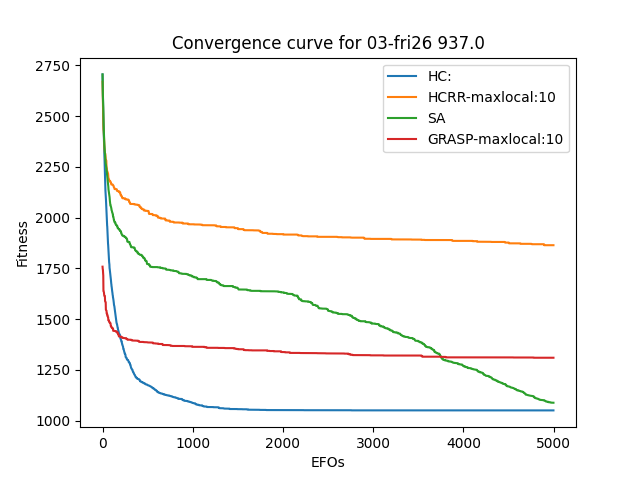 Convergence curve for 03-fri26 937.0
2750
2500
2250
2000
1750
1500
1250
1000
Fitness
HC:
HCRR-maxlocal:10
SA
GRASP-maxlocal:10
0 1000 2000 3000 4000 5000
EFOs